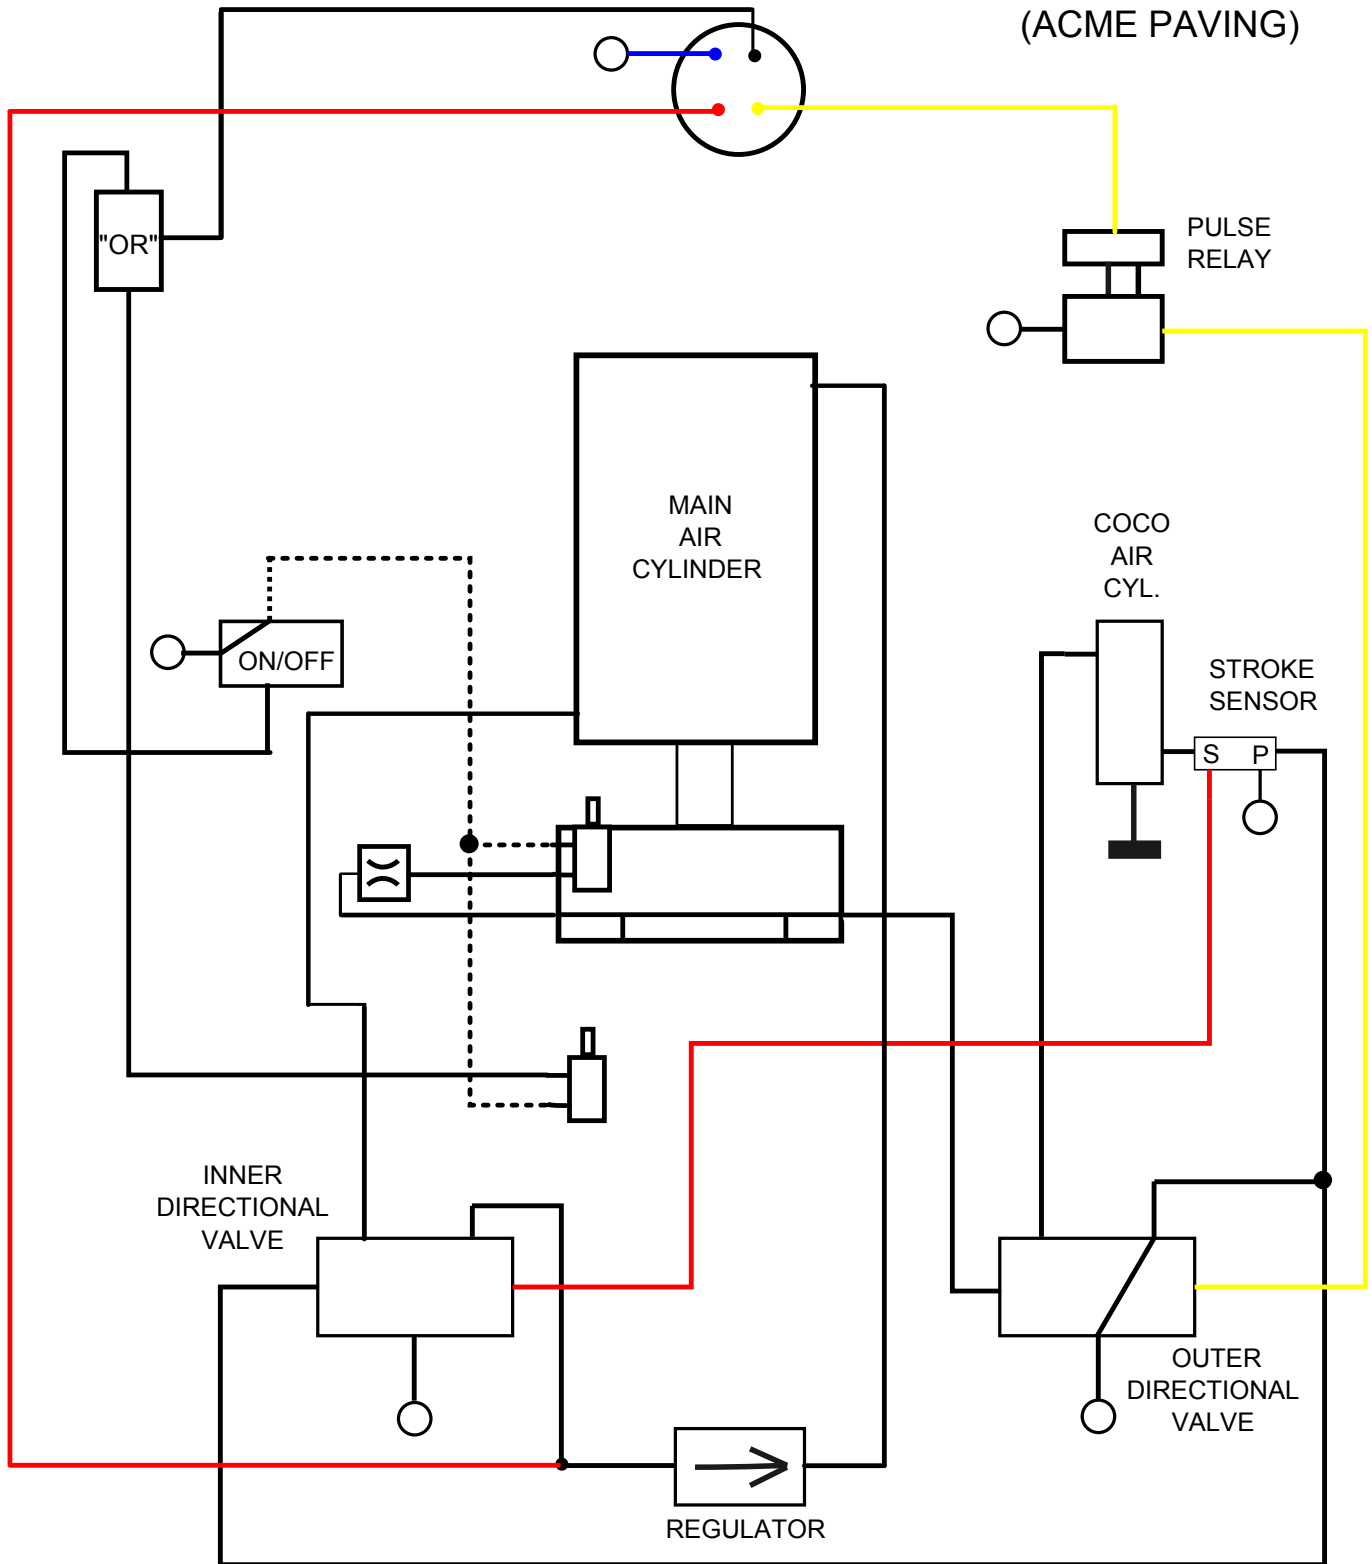 (ACME PAVING)
"OR"
PULSE
RELAY
MAIN
AIR
CYLINDER
COCO
AIR
CYL.
ON/OFF
STROKE
SENSOR
S P
INNER
DIRECTIONAL
VALVE
OUTER
DIRECTIONAL
VALVE
REGULATOR